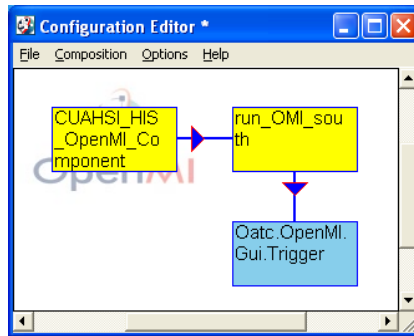 Configuration Editor *
File Composition Options Help
CUAHSI_HIS
_OpenMI_Co
mponent
run_OMI_sou
th
OpenMI
Oatc.OpenMI.
Gui.Trigger